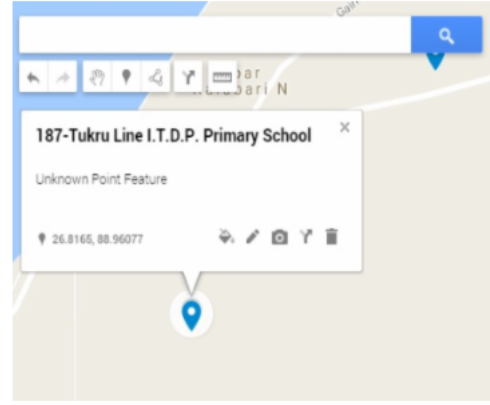 187-Tukru Line I.T.D.P. Primary School
Unknown Point Feature
26.8165, 88.96077